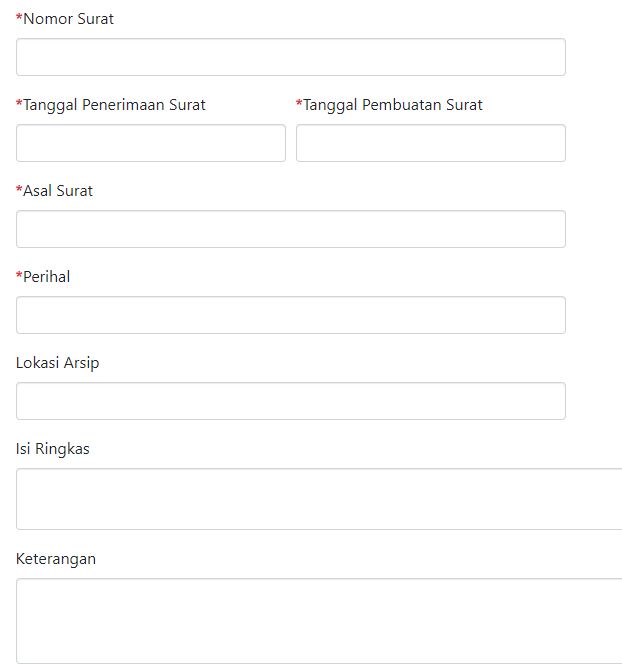 *Nomor Surat
*Tanggal Penerimaan Surat *Tanggal Pembuatan Surat
*Asal Surat
*Perihal
Lokasi Arsip
Isi Ringkas
Keterangan